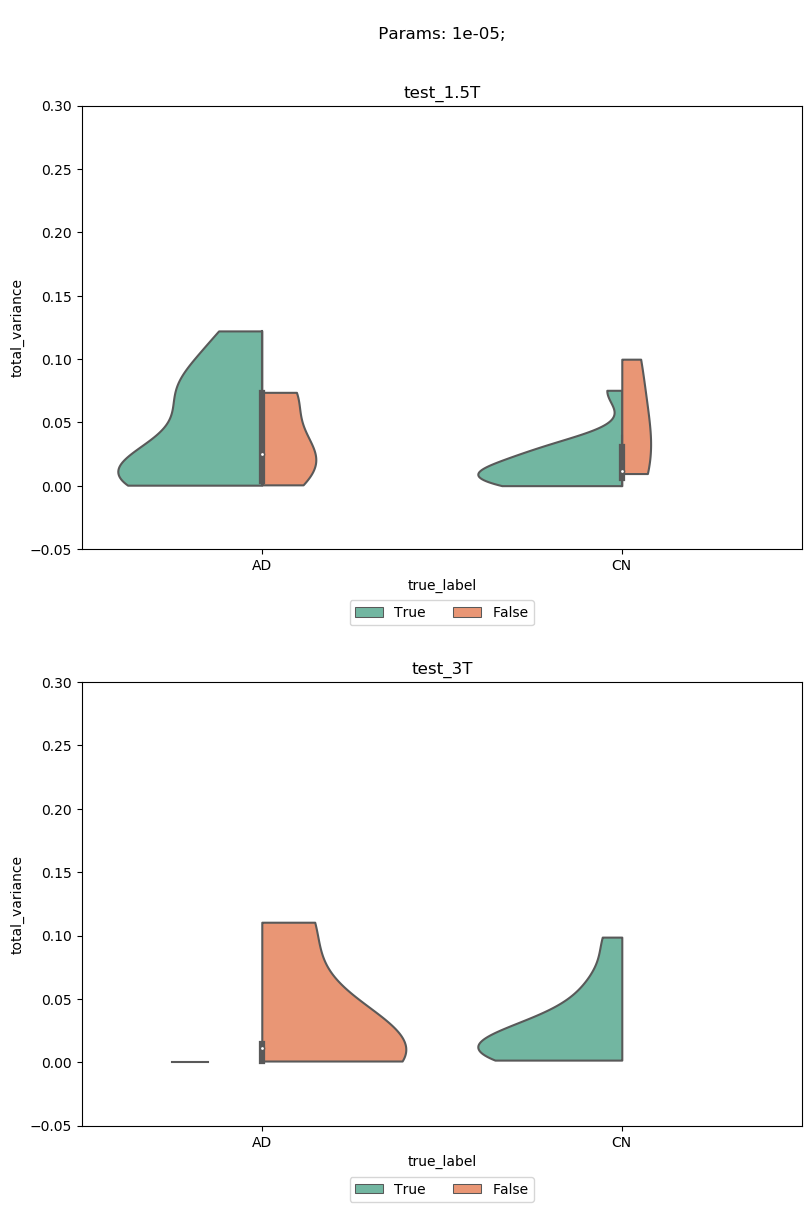 Params: 1e-05;
test_1.5T
0.30
0.25
0.20
0.15
0.10
0.05
0.00
−0.05
total_variance
AD CN
true_label
True False
test_3T
0.30
0.25
0.20
0.15
0.10
0.05
0.00
−0.05
total_variance
AD CN
true_label
True False